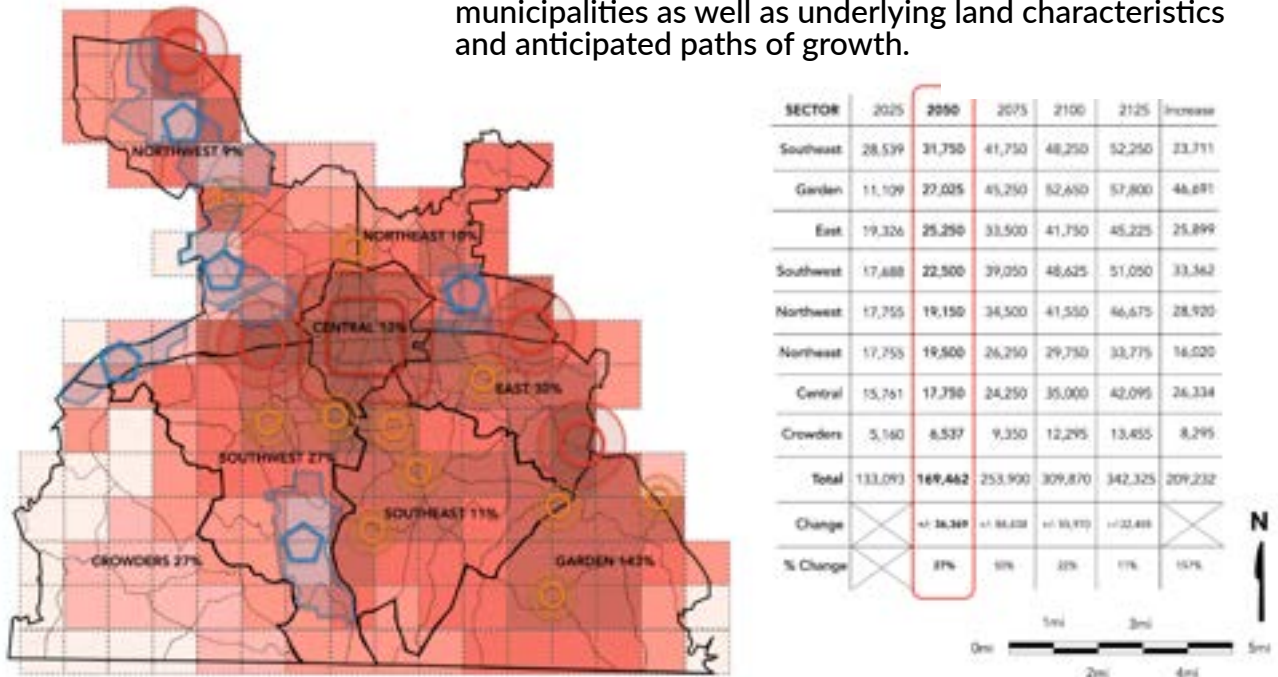 municipalities as well as underlying land characteristics
and anticipated paths of growth.
NORTHWEST 9%
NORTHEAST 10%
CENTRAL 13%
EAST 30%
SOUTHWEST 27%
SOUTHEAST 11%
CROWDERS 27%
GARDEN 143%
SECTOR 2025 2050 2075 2100 2125 Increase
Southeast 28,539 31,750 41,750 48,250 52,250 23,711
Garden 11,109 27,025 45,250 52,650 57,800 46,691
East 19,326 25,250 33,500 41,750 45,225 25,899
Southwest 17,688 22,500 39,050 48,625 51,050 33,362
Northwest 17,755 19,150 34,500 41,550 46,675 28,920
Northeast 17,755 19,500 26,250 29,750 33,775 16,020
Central 15,761 17,750 24,250 35,000 42,095 26,334
Crowders 5,160 6,537 9,350 12,295 13,455 8,295
Total 133,093 169,462 253,900 309,870 342,325 209,232
Change +/- 36,369 +/- 55,970
% Change 27% 50% 22% 11% 157%
N
1mi 3mi
0mi 5mi
2mi 4mi